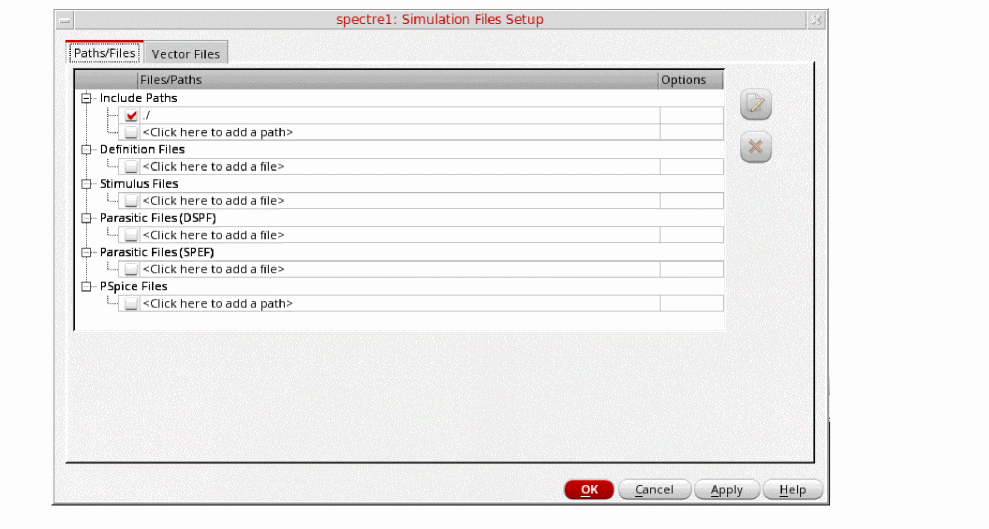 spectre1: Simulation Files Setup
Paths/Files Vector Files
Files/Paths Options
Include Paths
./
<Click here to add a path>
Definition Files
<Click here to add a file>
Stimulus Files
<Click here to add a file>
Parasitic Files (DSPF)
<Click here to add a file>
Parasitic Files (SPEF)
<Click here to add a file>
PSpice Files
<Click here to add a path>
OK Cancel Apply Help